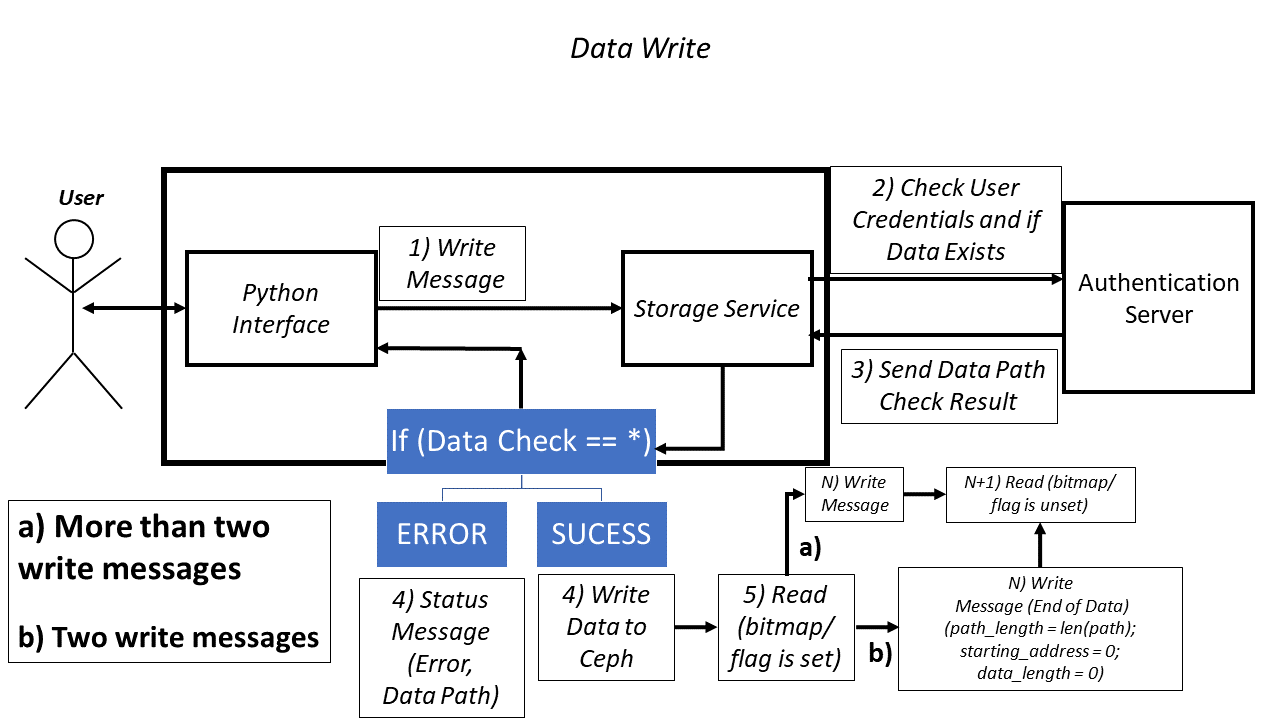 Data Write
User
Python
Interface
1) Write
Message
Storage Service
2) Check User
Credentials and if
Data Exists
Authentication
Server
3) Send Data Path
Check Result
If (Data Check == *)
ERROR
SUCESS
4) Status
Message
(Error,
Data Path)
4) Write
Data to
Ceph
5) Read
(bitmap/
flag is set)
a)
N) Write
Message
N+1) Read (bitmap/
flag is unset)
b)
N) Write
Message (End of Data)
(path_length = len(path);
starting_address = 0;
data_length = 0)
a) More than two
write messages
b) Two write messages